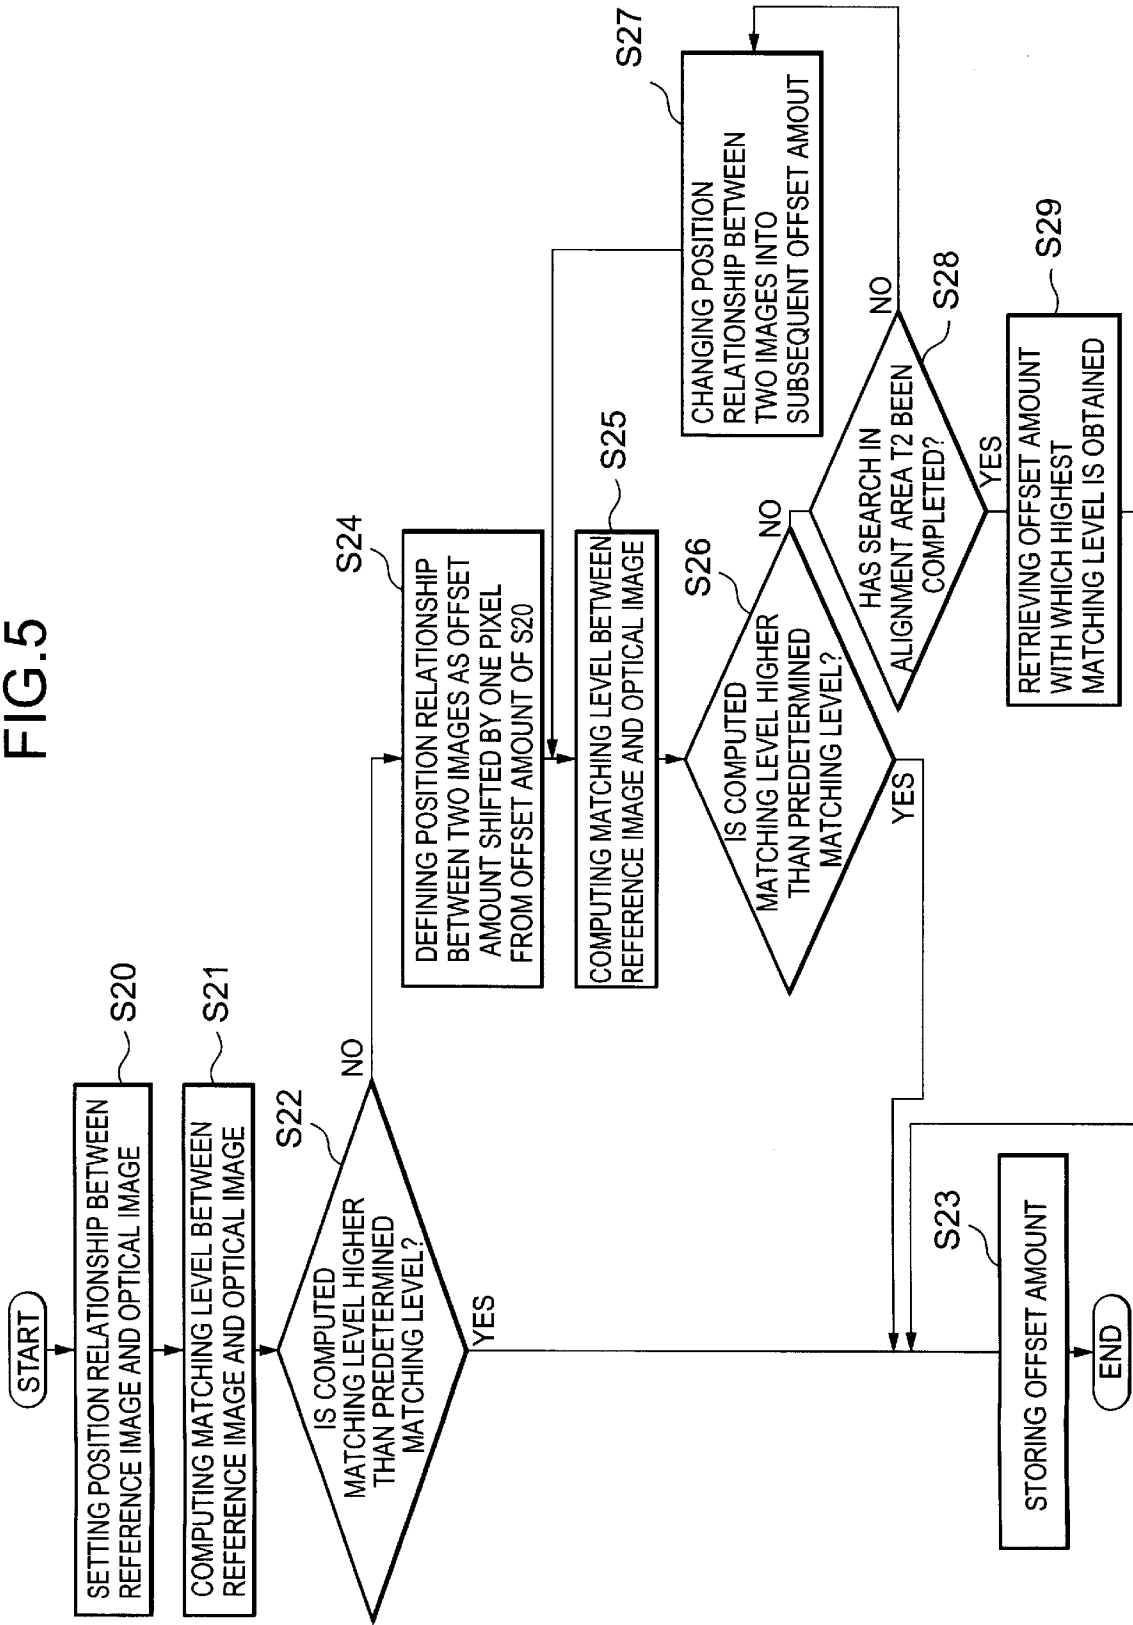 FIG.5
START
SETTING POSITION RELATIONSHIP BETWEEN
REFERENCE IMAGE AND OPTICAL IMAGE
S20
COMPUTING MATCHING LEVEL BETWEEN
REFERENCE IMAGE AND OPTICAL IMAGE
S21
IS COMPUTED
MATCHING LEVEL HIGHER
THAN PREDETERMINED
MATCHING LEVEL?
S22
NO
YES
DEFINING POSITION RELATIONSHIP
BETWEEN TWO IMAGES AS OFFSET
AMOUNT SHIFTED BY ONE PIXEL
FROM OFFSET AMOUNT OF S20
S24
COMPUTING MATCHING LEVEL BETWEEN
REFERENCE IMAGE AND OPTICAL IMAGE
S25
IS COMPUTED
MATCHING LEVEL HIGHER
THAN PREDETERMINED
MATCHING LEVEL?
S26
NO
YES
CHANGING POSITION
RELATIONSHIP BETWEEN
TWO IMAGES INTO
SUBSEQUENT OFFSET AMOUT
S27
HAS SEARCH IN
ALIGNMENT AREA T2 BEEN
COMPLETED?
S28
NO
YES
RETRIEVING OFFSET AMOUNT
WITH WHICH HIGHEST
MATCHING LEVEL IS OBTAINED
S29
STORING OFFSET AMOUNT
S23
END